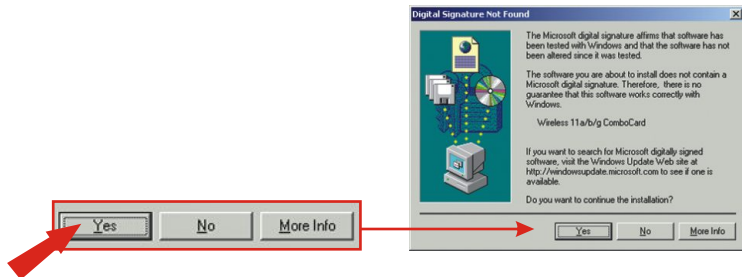 Digital Signature Not Found
The Microsoft digital signature affirms that software has
been tested with Windows and that the software has not
been altered since it was tested.
The software you are about to install does not contain a
Microsoft digital signature. Therefore, there is no
guarantee that this software works correctly with
Windows.
Wireless 11a/b/g ComboCard
If you want to search for Microsoft digitally signed
software, visit the Windows Update Web site at
http://windowsupdate.microsoft.com to see if one is
available.
Do you want to continue the installation?
Yes No More Info
Yes No More Info